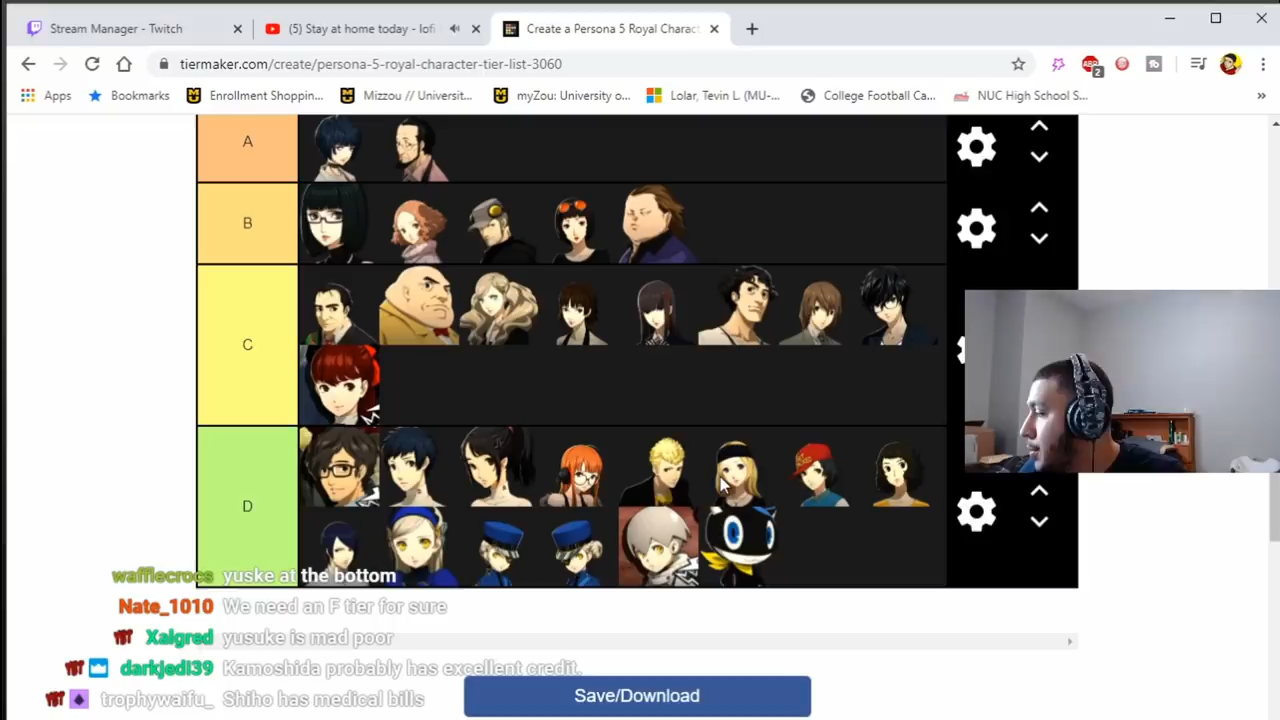 Stream Manager - Twitch
(5) Stay at home today - lofi
Create a Persona 5 Royal Charact
tiermaker.com/create/persona-5-royal-character-tier-list-3060
2
Apps
Bookmarks
Enrollment Shoppin...
Mizzou // Universit...
myZou: University o...
Lolar, Tevin L. (MU-...
College Football Ca...
NUC High School S...
»
A
B
C
D
wafflecrocs yuske at the bottom
Nate_1010 We need an F tier for sure
Xalgred yusuke is mad poor
darkjedi39 Kamoshida probably has excellent credit.
trophywaifu_ Shiho has medical bills
Save/Download